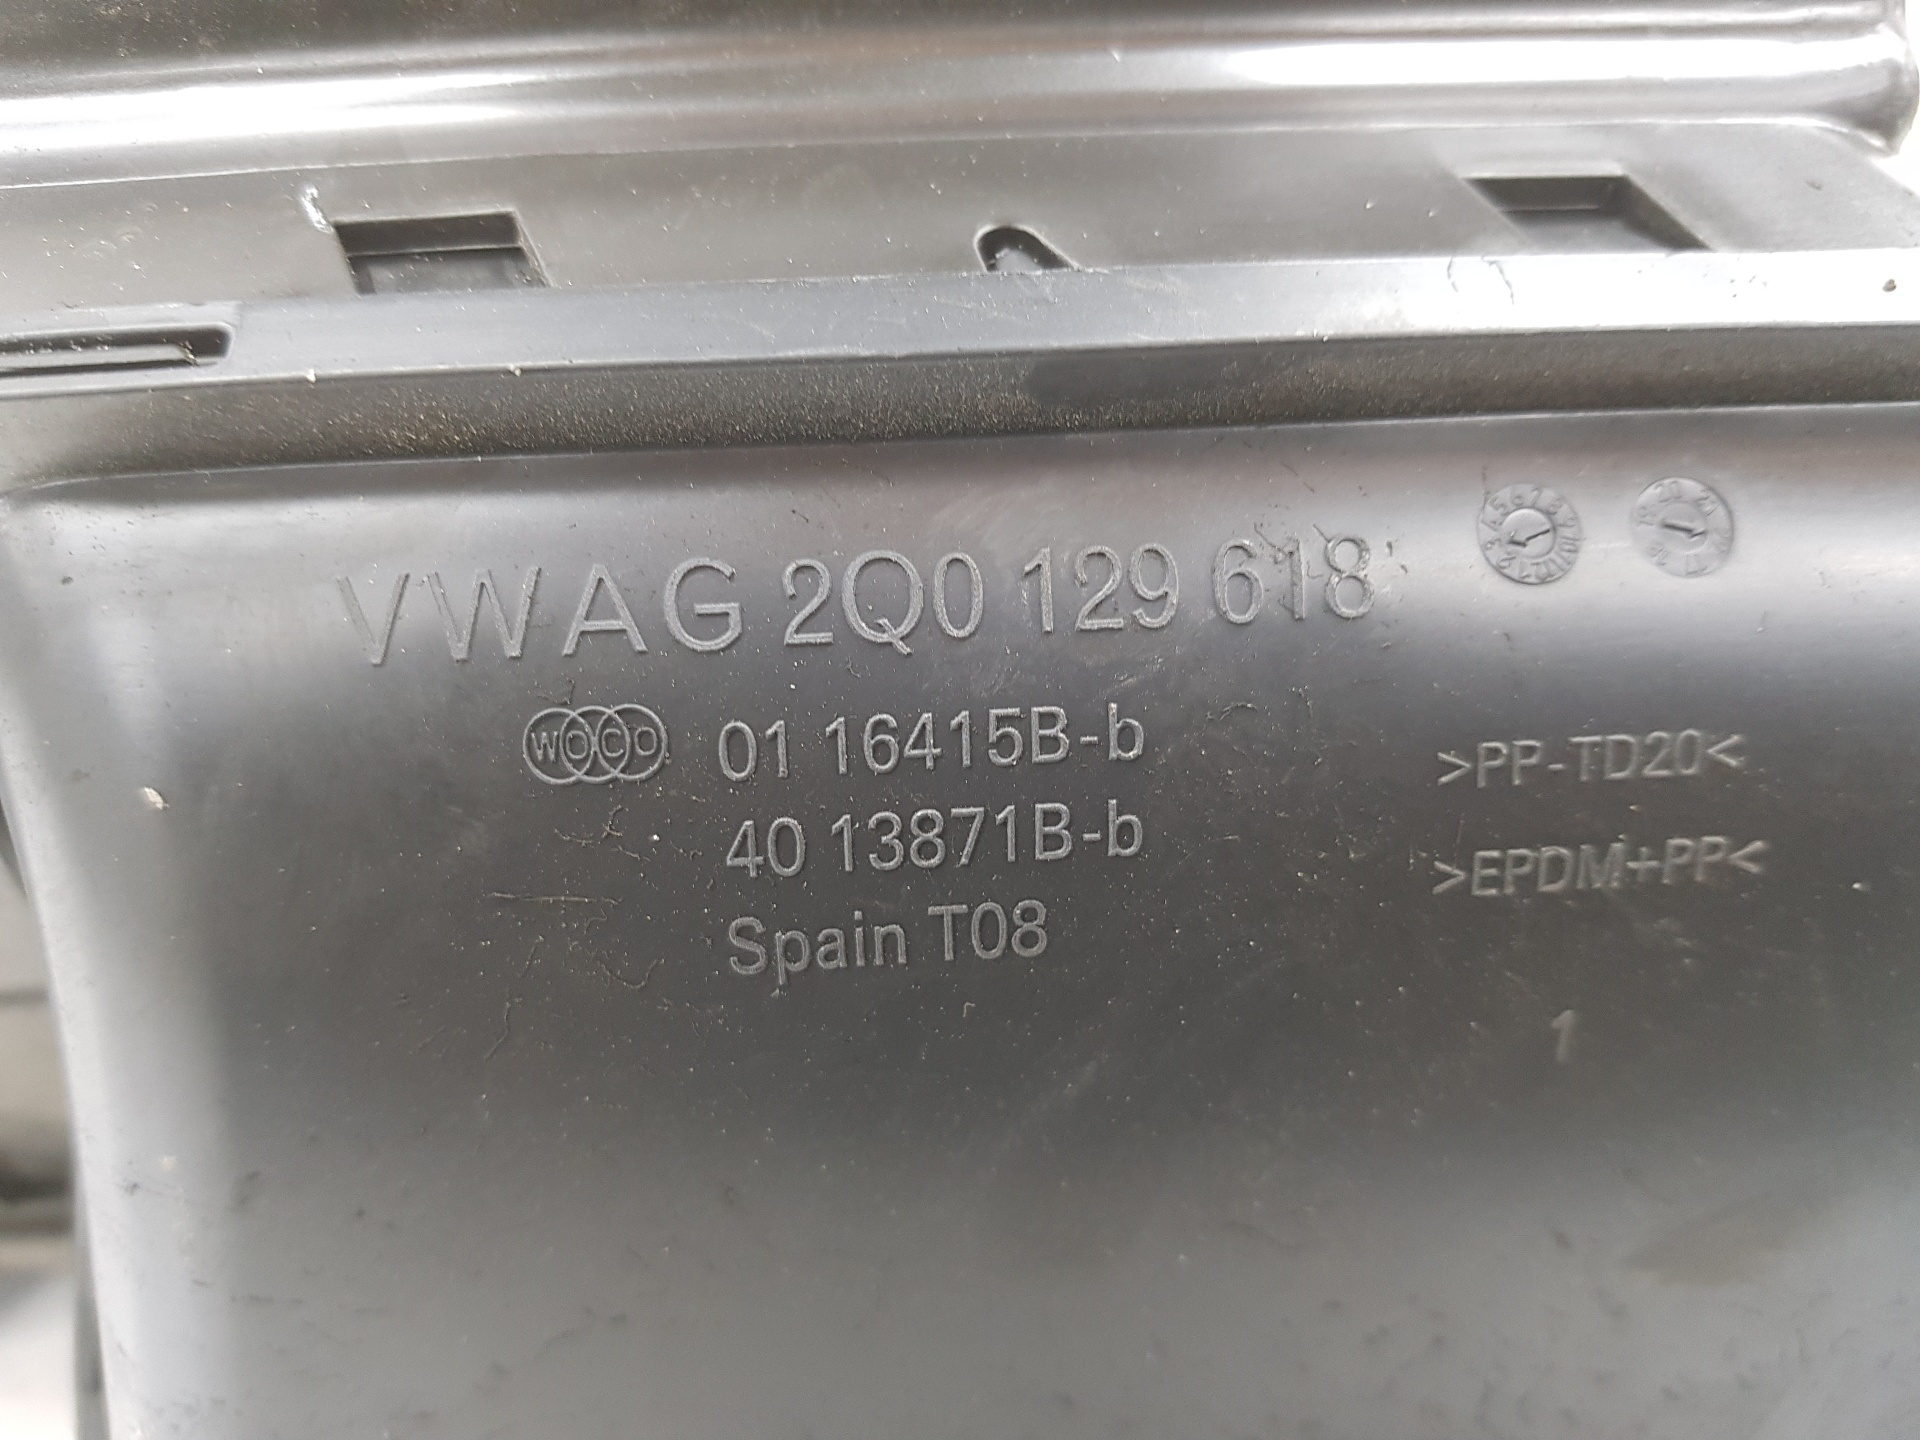 VWAG 2Q0 129 618
WOCO 01 16415B-b
40 13871B-b
Spain T08
>PP-TD20<
>EPDM+PP<
1